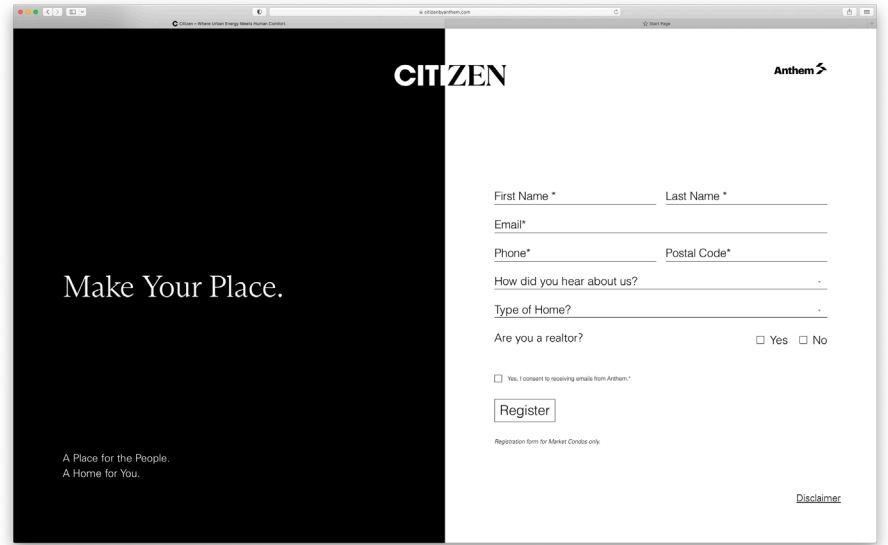 citizenbyanthem.com
Citizen – Where Urban Energy Meets Human Comfort
Start Page
CITIZEN
Anthem
First Name *
Last Name *
Email*
Phone*
Postal Code*
Make Your Place.
How did you hear about us?
Type of Home?
Are you a realtor?
Yes
No
Yes, I consent to receiving emails from Anthem.*
Register
Registration form for Market Condos only.
A Place for the People.
A Home for You.
Disclaimer